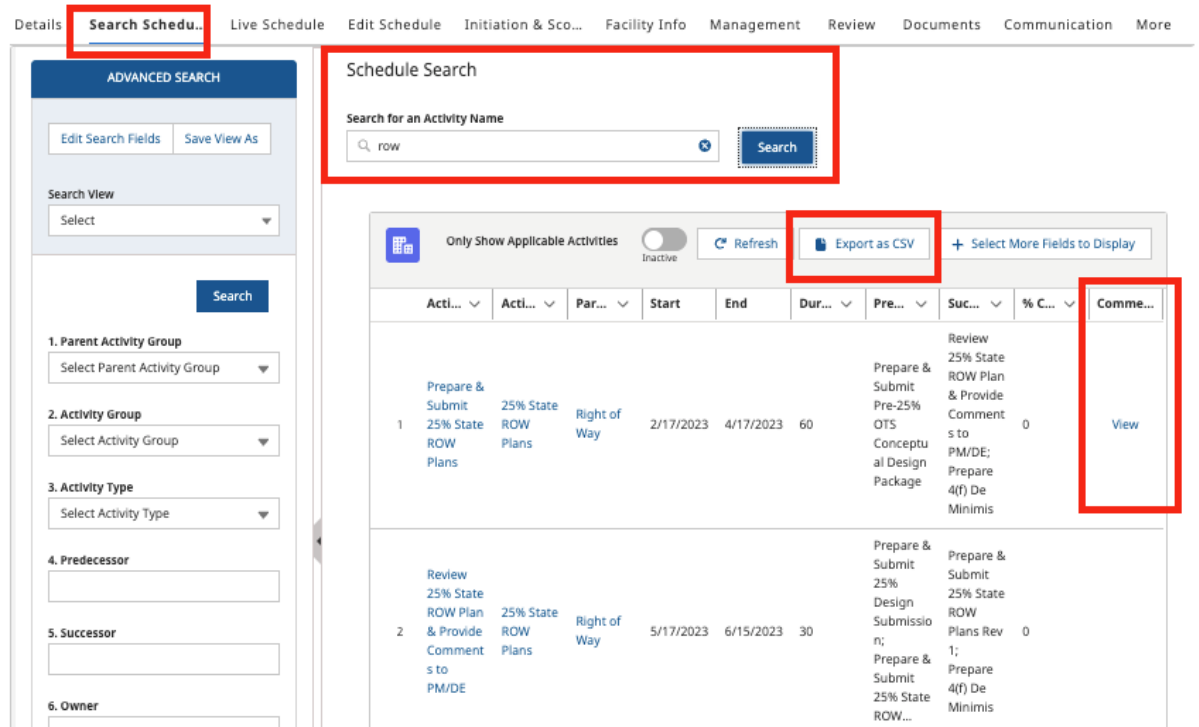 Details Search Schedu... Live Schedule Edit Schedule Initiation & Sco... Facility Info Management Review Documents Communication More
ADVANCED SEARCH
Edit Search Fields Save View As
Search View
Select
Search
1. Parent Activity Group
Select Parent Activity Group
2. Activity Group
Select Activity Group
3. Activity Type
Select Activity Type
4. Predecessor
5. Successor
6. Owner
Schedule Search
Search for an Activity Name
row Search
Only Show Applicable Activities Inactive Refresh Export as CSV + Select More Fields to Display
Acti... Acti... Par... Start End Dur... Pre... Suc... % C... Comme...
1
Prepare &
Submit
25% State
ROW
Plans
25% State
ROW
Plans
Right of
Way
2/17/2023 4/17/2023 60
Prepare &
Submit
Pre-25%
OTS
Conceptu
al Design
Package
Review
25% State
ROW Plan
& Provide
Comment
s to
PM/DE;
Prepare
4(f) De
Minimis
0 View
2
Review
25% State
ROW Plan
& Provide
Comment
s to
PM/DE
25% State
ROW
Plans
Right of
Way
5/17/2023 6/15/2023 30
Prepare &
Submit
25%
Design
Submissio
n;
Prepare &
Submit
25% State
ROW...
Prepare &
Submit
25% State
ROW
Plans Rev
1;
Prepare
4(f) De
Minimis
0